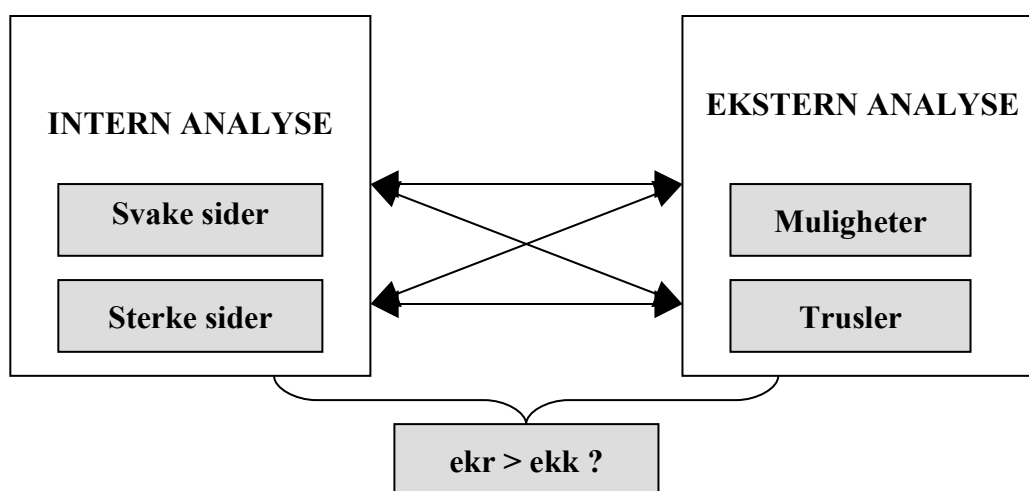 INTERN ANALYSE
Svake sider
Sterke sider
EKSTERN ANALYSE
Muligheter
Trusler
ekr > ekk ?